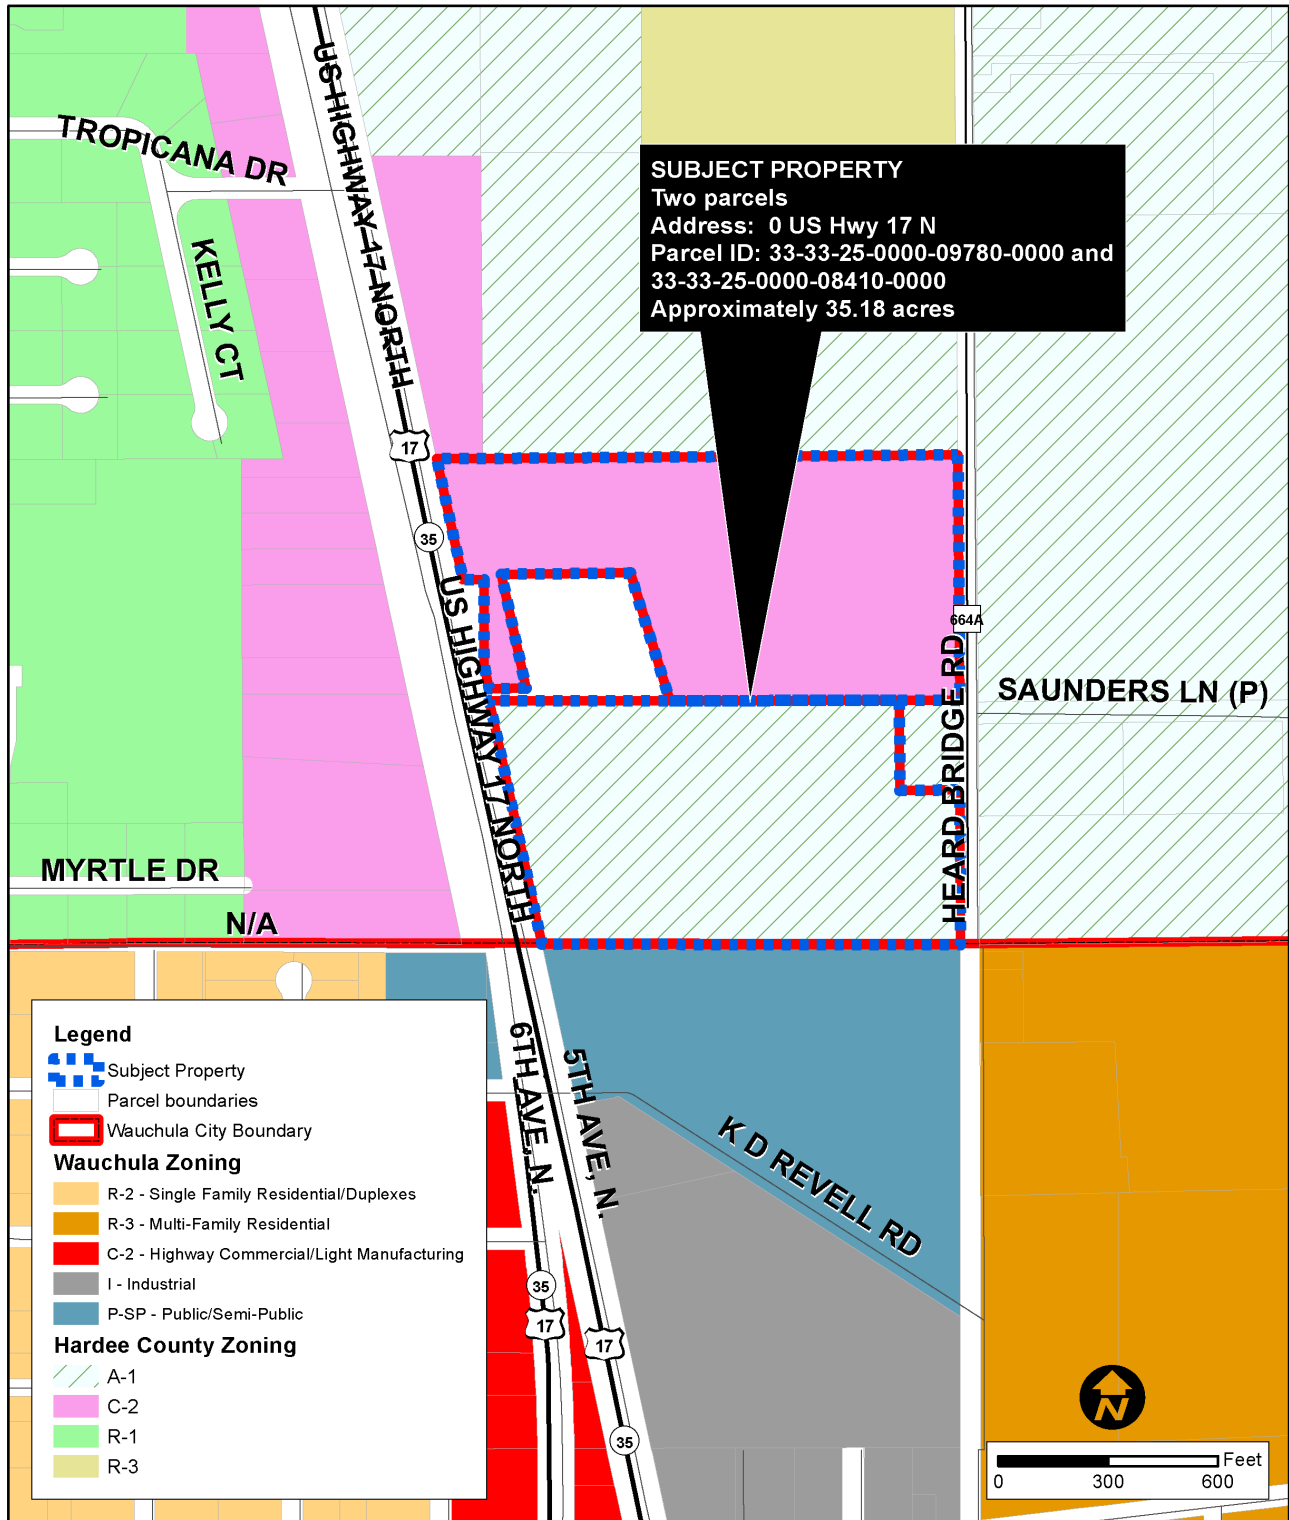 US HIGHWAY 17 NORTH
TROPICANA DR
KELLY CT
SUBJECT PROPERTY
Two parcels
Address:  0 US Hwy 17 N
Parcel ID: 33-33-25-0000-09780-0000 and
33-33-25-0000-08410-0000
Approximately 35.18 acres
17
35
US HIGHWAY 17 NORTH
664A
HEARD BRIDGE RD
SAUNDERS LN (P)
MYRTLE DR
N/A
6TH AVE, N.
5TH AVE, N.
K D REVELL RD
35
17
17
35
Legend
Subject Property
Parcel boundaries
Wauchula City Boundary
Wauchula Zoning
R-2 - Single Family Residential/Duplexes
R-3 - Multi-Family Residential
C-2 - Highway Commercial/Light Manufacturing
I - Industrial
P-SP - Public/Semi-Public
Hardee County Zoning
A-1
C-2
R-1
R-3
N
Feet
0 300 600